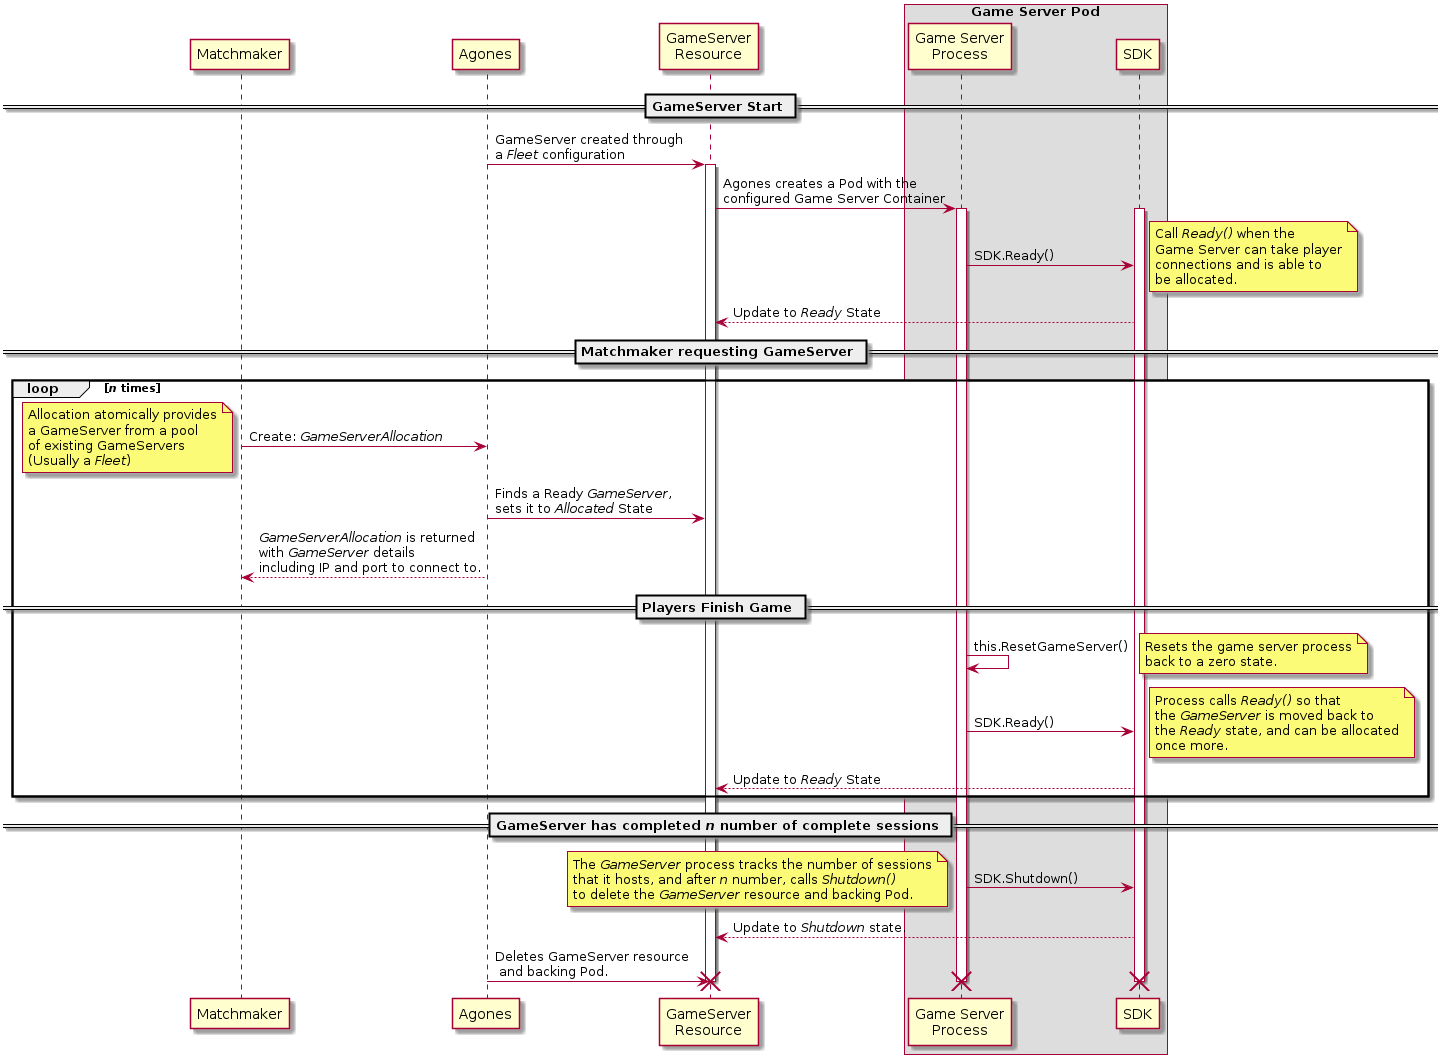 Game Server Pod
Matchmaker
Agones
GameServer
Resource
Game Server
Process
SDK
GameServer Start
GameServer created through
a Fleet configuration
Agones creates a Pod with the
configured Game Server Container
SDK.Ready()
Call Ready() when the
Game Server can take player
connections and is able to
be allocated.
Update to Ready State
Matchmaker requesting GameServer
loop [n times]
Allocation atomically provides
a GameServer from a pool
of existing GameServers
(Usually a Fleet)
Create: GameServerAllocation
Finds a Ready GameServer,
sets it to Allocated State
GameServerAllocation is returned
with GameServer details
including IP and port to connect to.
Players Finish Game
this.ResetGameServer()
Resets the game server process
back to a zero state.
SDK.Ready()
Process calls Ready() so that
the GameServer is moved back to
the Ready state, and can be allocated
once more.
Update to Ready State
GameServer has completed n number of complete sessions
The GameServer process tracks the number of sessions
that it hosts, and after n number, calls Shutdown()
to delete the GameServer resource and backing Pod.
SDK.Shutdown()
Update to Shutdown state
Deletes GameServer resource
and backing Pod.
Matchmaker
Agones
GameServer
Resource
Game Server
Process
SDK